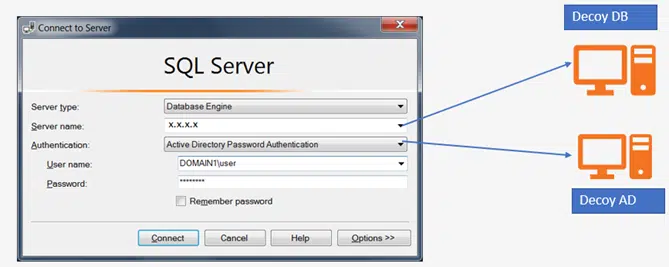 Connect to Server
SQL Server
Server type: Database Engine
Server name: x.x.x.x
Authentication: Active Directory Password Authentication
User name: DOMAIN1\user
Password: ********
Remember password
Connect Cancel Help Options >>
Decoy DB
Decoy AD